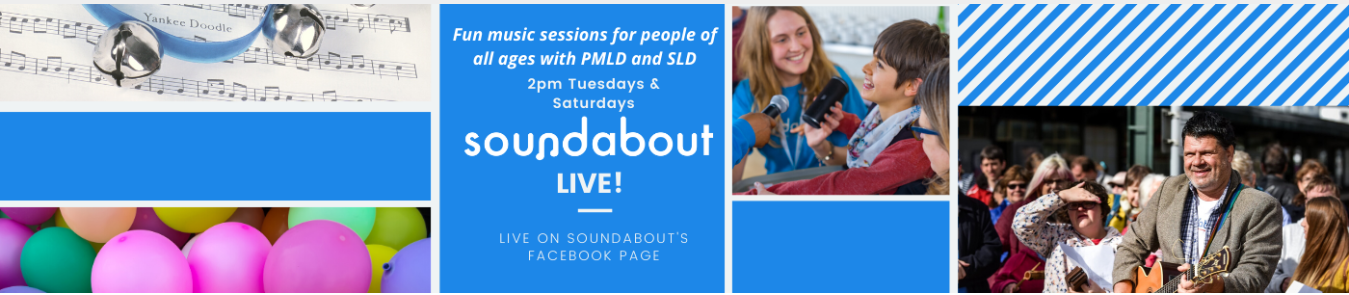 Yankee Doodle
Fun music sessions for people of
all ages with PMLD and SLD
2pm Tuesdays &
Saturdays
soundabout
LIVE!
LIVE ON SOUNDABOUT'S
FACEBOOK PAGE